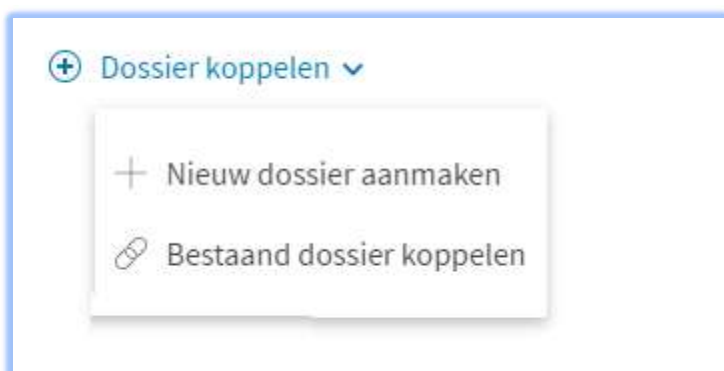 Dossier koppelen
Nieuw dossier aanmaken
Bestaand dossier koppelen